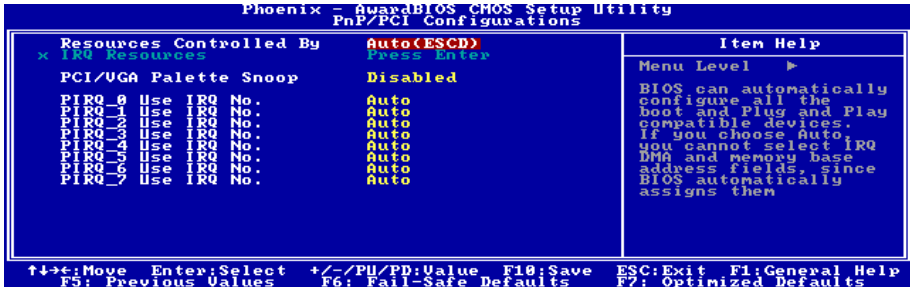 Phoenix - AwardBIOS CMOS Setup Utility
PnP/PCI Configurations
Resources Controlled By Auto(ESCD)
x IRQ Resources Press Enter
PCI/VGA Palette Snoop Disabled
PIRQ_0 Use IRQ No. Auto
PIRQ_1 Use IRQ No. Auto
PIRQ_2 Use IRQ No. Auto
PIRQ_3 Use IRQ No. Auto
PIRQ_4 Use IRQ No. Auto
PIRQ_5 Use IRQ No. Auto
PIRQ_6 Use IRQ No. Auto
PIRQ_7 Use IRQ No. Auto
Item Help
Menu Level ►
BIOS can automatically
configure all the
boot and Plug and Play
compatible devices.
If you choose Auto,
you cannot select IRQ
DMA and memory base
address fields, since
BIOS automatically
assigns them
↑↓→←:Move Enter:Select +/-/PU/PD:Value F10:Save ESC:Exit F1:General Help
F5: Previous Values F6: Fail-Safe Defaults F7: Optimized Defaults